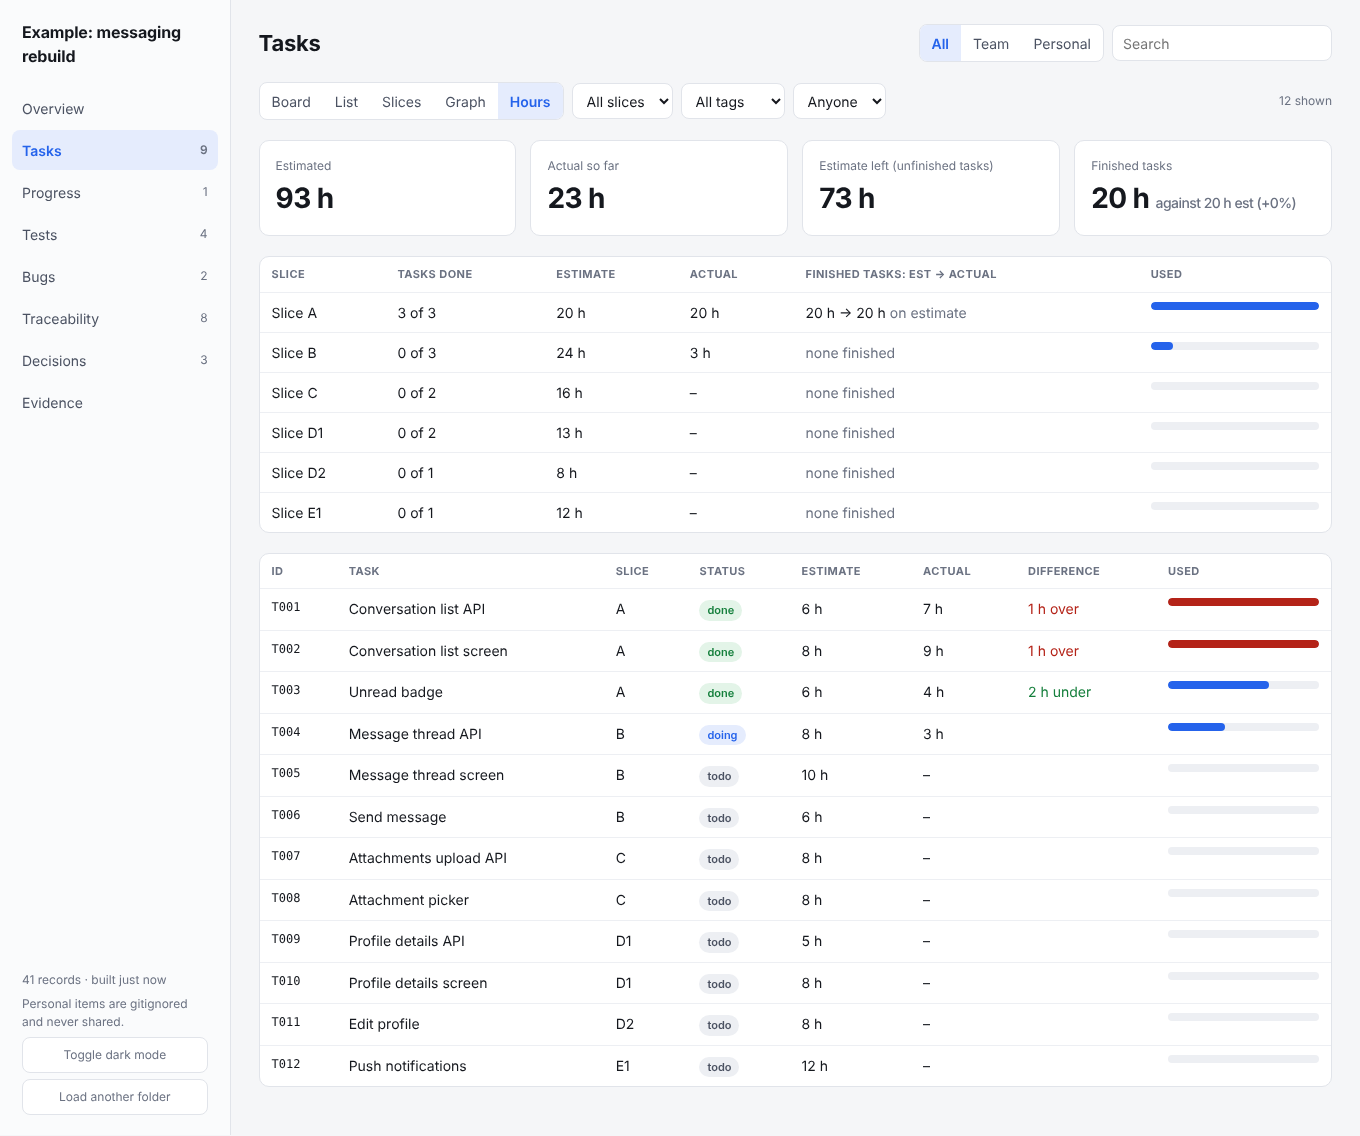 Example: messaging
rebuild
Overview
Tasks 9
Progress 1
Tests 4
Bugs 2
Traceability 8
Decisions 3
Evidence
41 records · built just now
Personal items are gitignored
and never shared.
Toggle dark mode
Load another folder
Tasks
All Team Personal Search
Board List Slices Graph Hours All slices All tags Anyone 12 shown
Estimated
93 h
Actual so far
23 h
Estimate left (unfinished tasks)
73 h
Finished tasks
20 h against 20 h est (+0%)
SLICE TASKS DONE ESTIMATE ACTUAL FINISHED TASKS: EST → ACTUAL USED
Slice A 3 of 3 20 h 20 h 20 h → 20 h on estimate
Slice B 0 of 3 24 h 3 h none finished
Slice C 0 of 2 16 h – none finished
Slice D1 0 of 2 13 h – none finished
Slice D2 0 of 1 8 h – none finished
Slice E1 0 of 1 12 h – none finished
ID TASK SLICE STATUS ESTIMATE ACTUAL DIFFERENCE USED
T001 Conversation list API A done 6 h 7 h 1 h over
T002 Conversation list screen A done 8 h 9 h 1 h over
T003 Unread badge A done 6 h 4 h 2 h under
T004 Message thread API B doing 8 h 3 h
T005 Message thread screen B todo 10 h –
T006 Send message B todo 6 h –
T007 Attachments upload API C todo 8 h –
T008 Attachment picker C todo 8 h –
T009 Profile details API D1 todo 5 h –
T010 Profile details screen D1 todo 8 h –
T011 Edit profile D2 todo 8 h –
T012 Push notifications E1 todo 12 h –